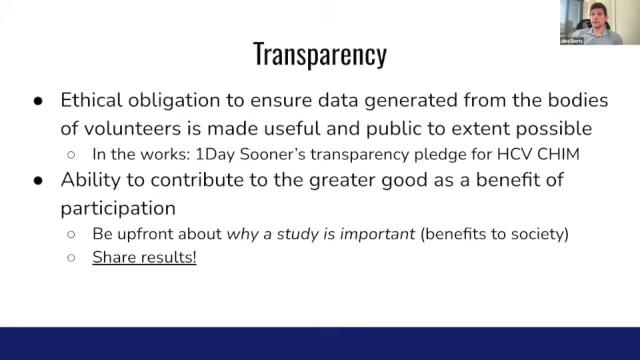 Transparency
● Ethical obligation to ensure data generated from the bodies
of volunteers is made useful and public to extent possible
○ In the works: 1Day Sooner's transparency pledge for HCV CHIM
● Ability to contribute to the greater good as a benefit of
participation
○ Be upfront about why a study is important (benefits to society)
○ Share results!